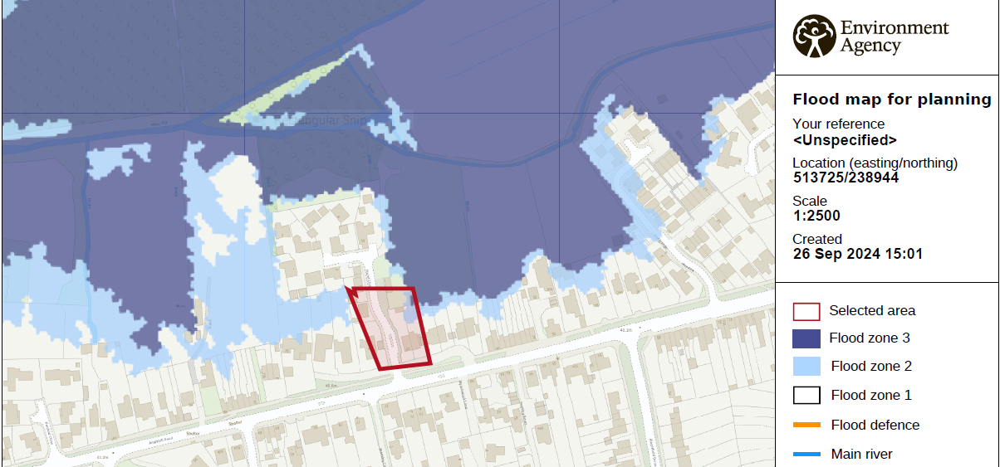 Environment
Agency
Flood map for planning
Your reference
<Unspecified>
Location (easting/northing)
513725/238944
Scale
1:2500
Created
26 Sep 2024 15:01
Selected area
Flood zone 3
Flood zone 2
Flood zone 1
Flood defence
Main river
Shelter
Shelter